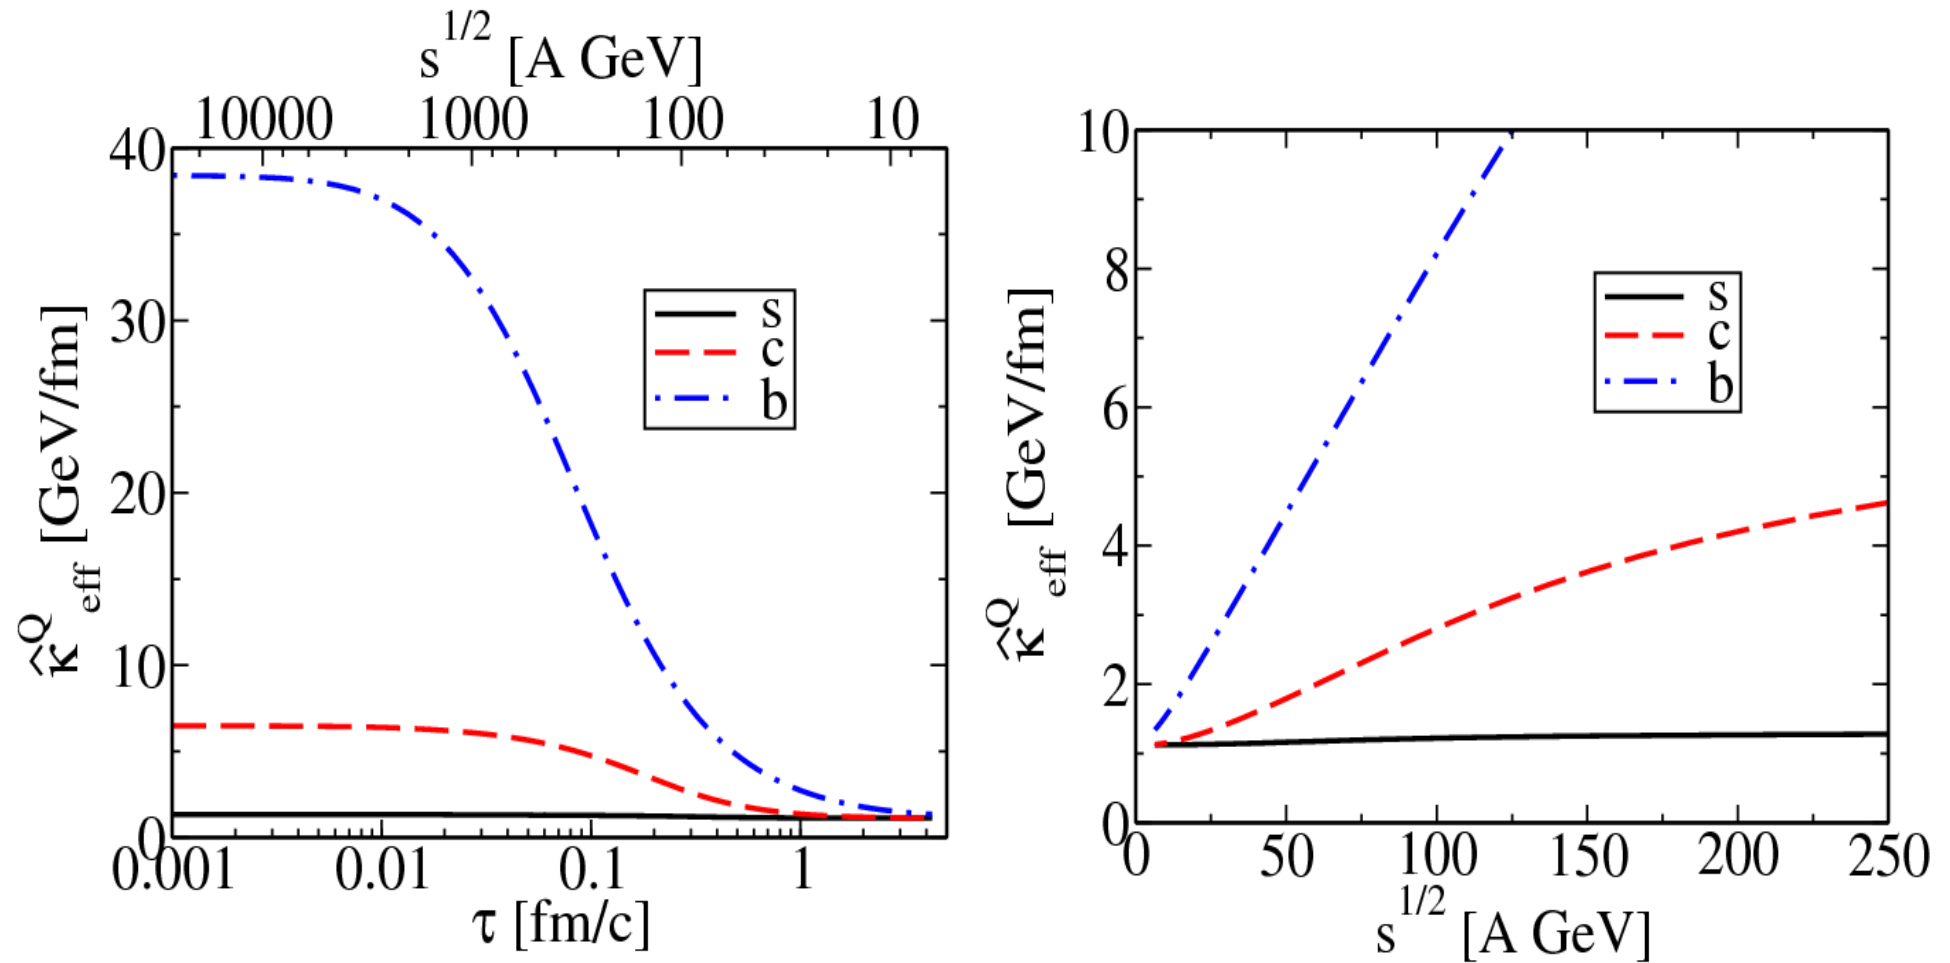 s^1/2 [A GeV]
10000 1000 100 10
40
30
20
10
0
κ̂^Q_eff [GeV/fm]
s
c
b
0.001 0.01 0.1 1
τ [fm/c]
10
8
6
4
2
0
κ̂^Q_eff [GeV/fm]
s
c
b
0 50 100 150 200 250
s^1/2 [A GeV]